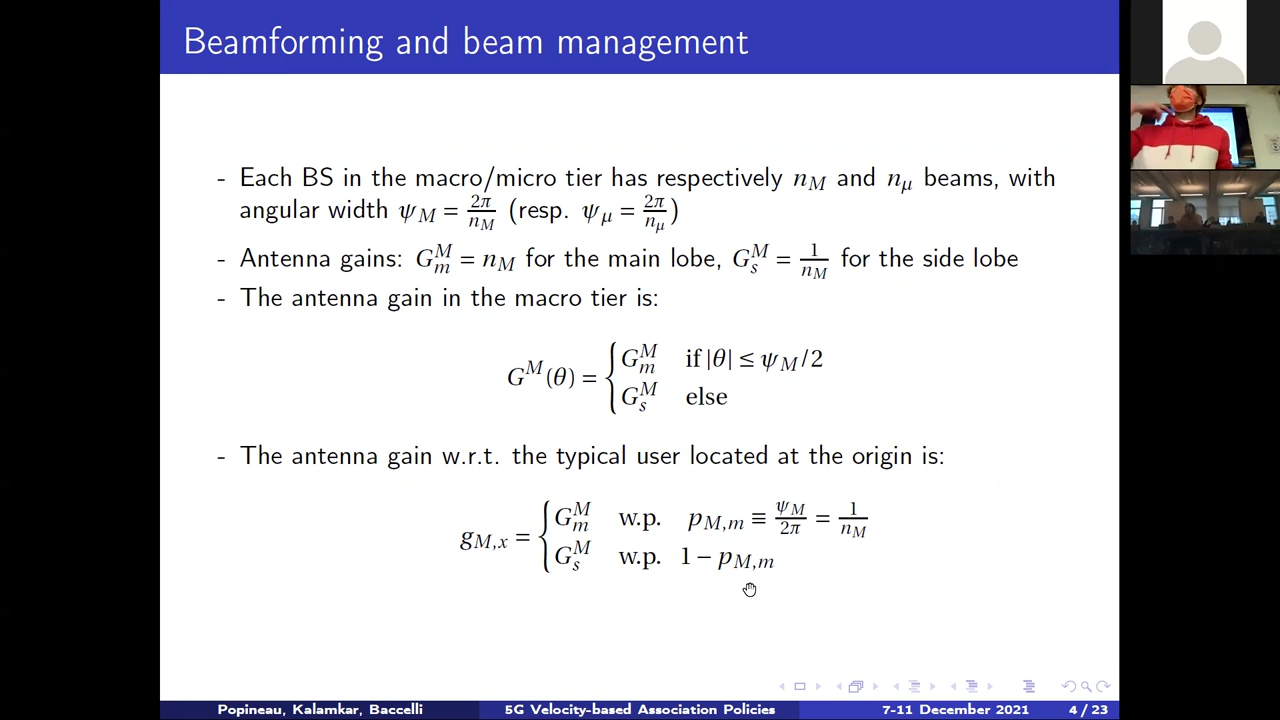 Beamforming and beam management
- Each BS in the macro/micro tier has respectively n_M and n_μ beams, with
angular width ψ_M = 2π/n_M (resp. ψ_μ = 2π/n_μ)
- Antenna gains: G_m^M = n_M for the main lobe, G_s^M = 1/n_M for the side lobe
- The antenna gain in the macro tier is:
G^M(θ) = { G_m^M if |θ| ≤ ψ_M/2
G_s^M else
- The antenna gain w.r.t. the typical user located at the origin is:
g_{M,x} = { G_m^M w.p. p_{M,m} ≡ ψ_M/2π = 1/n_M
G_s^M w.p. 1 − p_{M,m}
Popineau, Kalamkar, Baccelli 5G Velocity-based Association Policies 7-11 December 2021 4 / 23